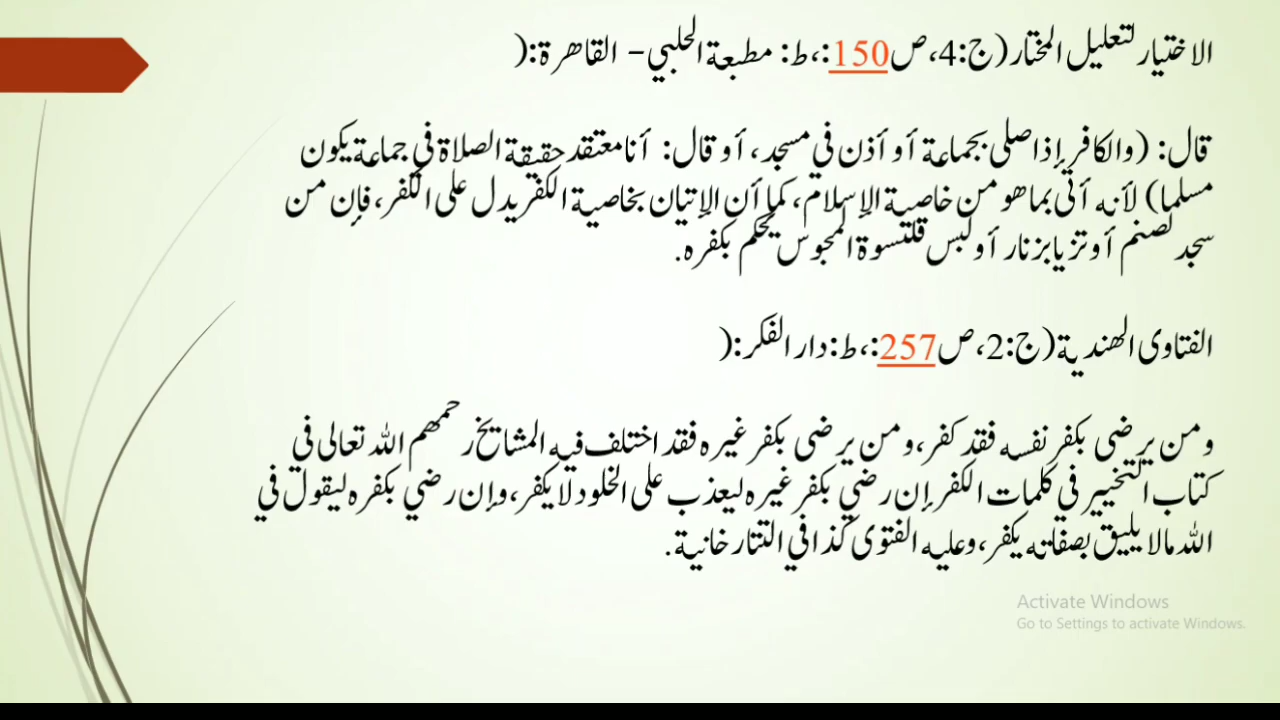 الاختيار لتعليل المختار (ج:4، ص150:، ط: مطبعة الحلبي – القاهرة:(
قال: (والكافر إذا صلى بجماعة أو أذن في مسجد، أو قال: أنا معتقد حقيقة الصلاة في جماعة يكون
مسلما) لأنه أتى بما هو من خاصية الإسلام، كما أن الإتيان بخاصية الكفر يدل على الكفر، فإن من
سجد لصنم أو تزيا بزنار أو لبس قلنسوة المجوس يحكم بكفره.
الفتاوى الهندية (ج:2، ص257:، ط: دار الفكر:(
ومن يرضى بكفر نفسه فقد كفر، ومن يرضى بكفر غيره فقد اختلف فيه المشايخ رحمهم الله تعالى في
كتاب التخيير في كلمات الكفر إن رضي بكفر غيره ليعذب على الخلود لا يكفر، وإن رضي بكفره ليقول في
الله ما لا يليق بصفاته يكفر، وعليه الفتوى كذا في التتارخانية.
Activate Windows
Go to Settings to activate Windows.